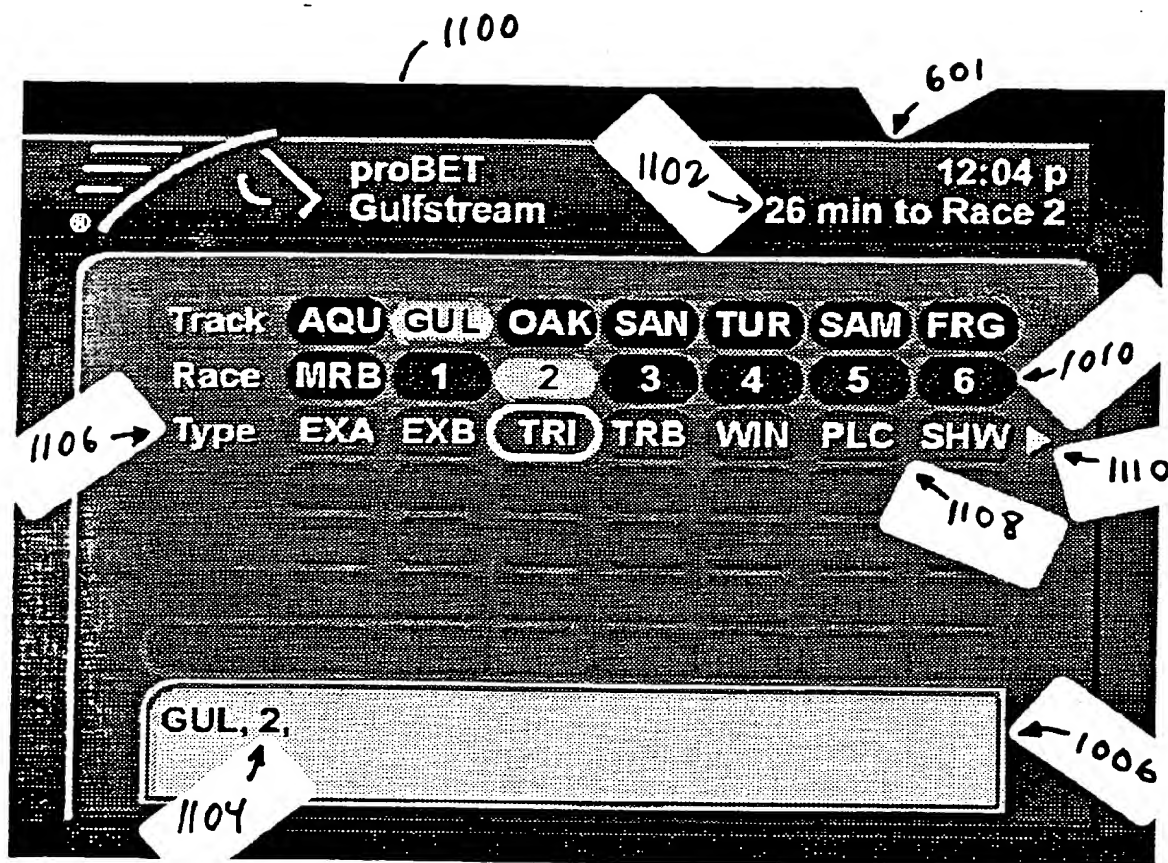 1100
601
proBET
1102
12:04 p
Gulfstream
26 min to Race 2
®
Track AQU GUL OAK SAN TUR SAM FRG
Race MRB 1 2 3 4 5 6
1010
1106
Type EXA EXB TRI TRB WIN PLC SHW
1110
1108
GUL, 2,
1006
1104